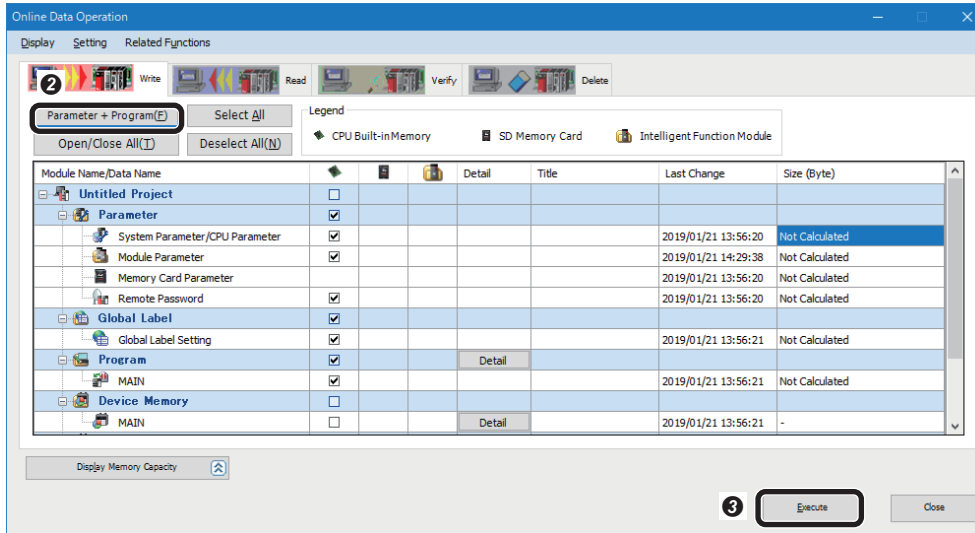 Online Data Operation
Display Setting Related Functions
❷ Write Read Verify Delete
Parameter + Program(F) Select All Legend
CPU Built-in Memory SD Memory Card Intelligent Function Module
Open/Close All(T) Deselect All(N)
Module Name/Data Name Detail Title Last Change Size (Byte)
Untitled Project
Parameter
System Parameter/CPU Parameter 2019/01/21 13:56:20 Not Calculated
Module Parameter 2019/01/21 14:29:38 Not Calculated
Memory Card Parameter 2019/01/21 13:56:20 Not Calculated
Remote Password 2019/01/21 13:56:20 Not Calculated
Global Label
Global Label Setting 2019/01/21 13:56:21 Not Calculated
Program Detail
MAIN 2019/01/21 13:56:21 Not Calculated
Device Memory
MAIN Detail 2019/01/21 13:56:21 -
Display Memory Capacity
❸ Execute Close